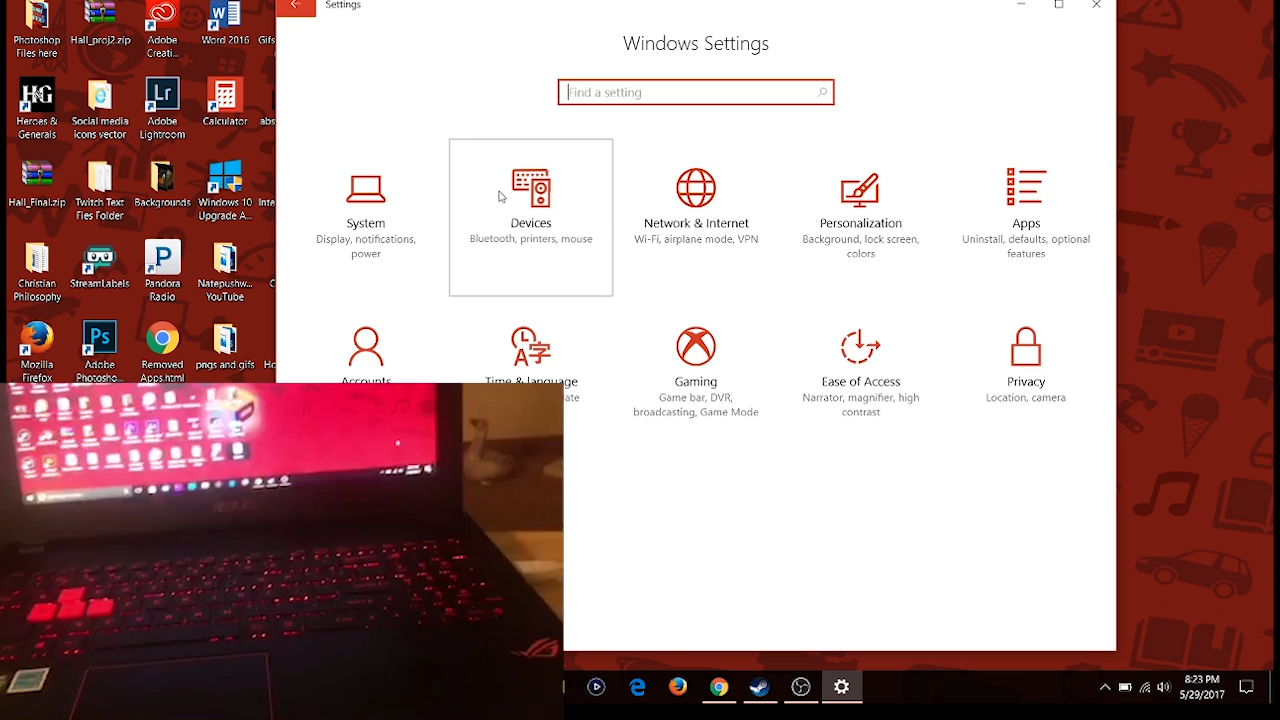 Settings
Windows Settings
Find a setting
Photoshop
Files here
Hall_proj2.zip
Adobe
Creati...
Word 2016
Gifs
Heroes &
Generals
Social media
icons vector
Adobe
Lightroom
Calculator
abs
Hall_Final.zip
Twitch Text
Files Folder
Backgrounds
Windows 10
Upgrade A...
Christian
Philosophy
StreamLabels
Pandora
Radio
Natepushw...
YouTube
Mozilla
Firefox
Adobe
Photosho...
Removed
Apps.html
pngs and gifs
System
Display, notifications,
power
Devices
Bluetooth, printers, mouse
Network & Internet
Wi-Fi, airplane mode, VPN
Personalization
Background, lock screen,
colors
Apps
Uninstall, defaults, optional
features
Accounts
Time & language
Gaming
Game bar, DVR,
broadcasting, Game Mode
Ease of Access
Narrator, magnifier, high
contrast
Privacy
Location, camera
8:23 PM
5/29/2017